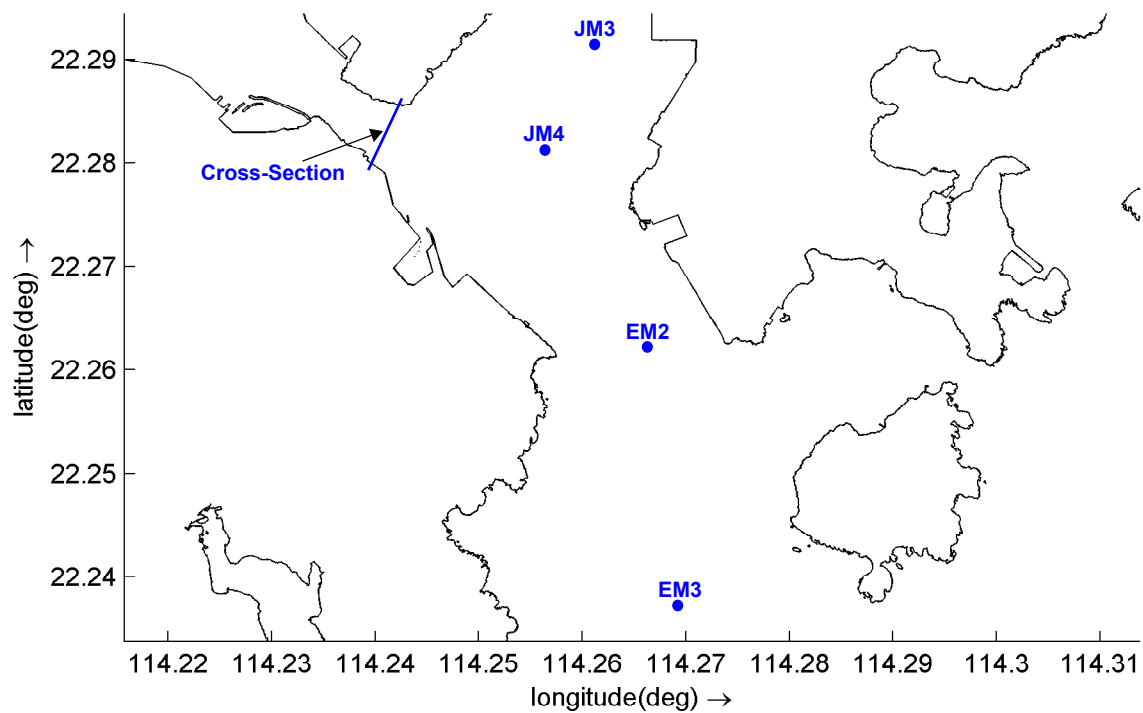 JM3
22.29
JM4
Cross-Section
22.28
22.27
EM2
22.26
22.25
22.24
EM3
latitude(deg) →
114.22 114.23 114.24 114.25 114.26 114.27 114.28 114.29 114.3 114.31
longitude(deg) →